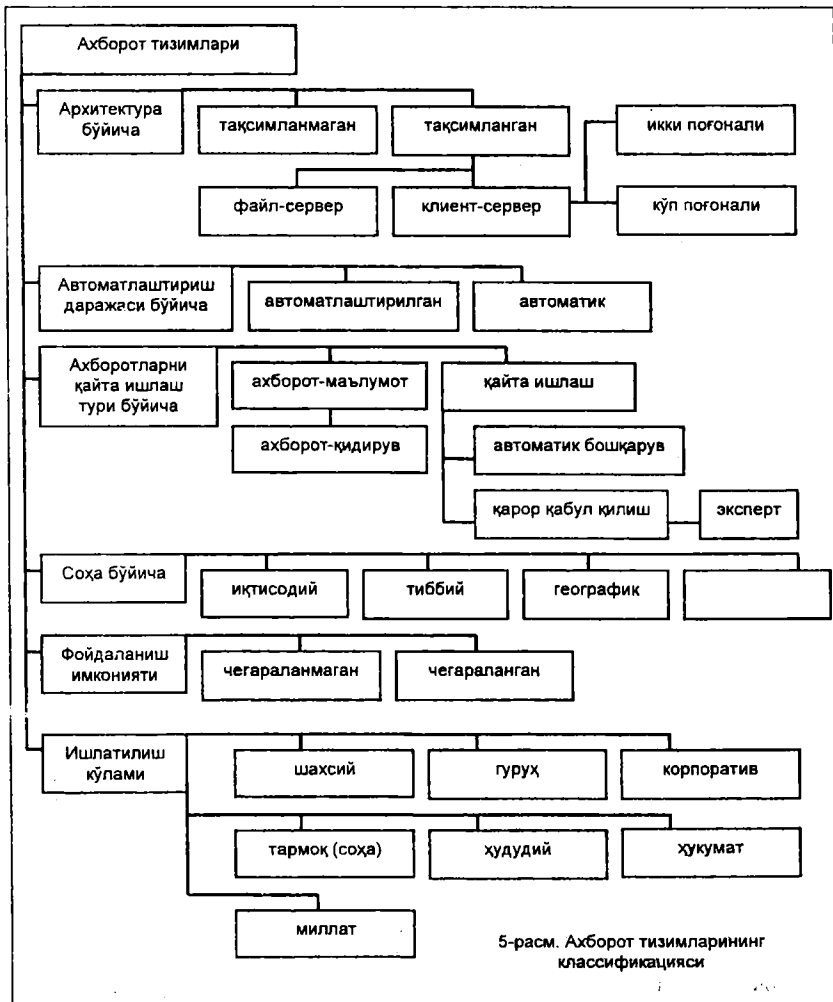 Ахборот тизимлари
Архитектура
бўйича
тақсимланмаган
тақсимланган
икки поғонали
файл-сервер
клиент-сервер
кўп поғонали
Автоматлаштириш
даражаси бўйича
автоматлаштирилган
автоматик
Ахборотларни
қайта ишлаш
тури бўйича
ахборот-маълумот
қайта ишлаш
ахборот-қидирув
автоматик бошқарув
қарор қабул қилиш
эксперт
Соҳа бўйича
иқтисодий
тиббий
географик
Фойдаланиш
имконияти
чегараланмаган
чегараланган
Ишлатилиш
кўлами
шахсий
гуруҳ
корпоратив
тармоқ (соҳа)
ҳудудий
ҳукумат
миллат
5-расм. Ахборот тизимларининг
классификацияси